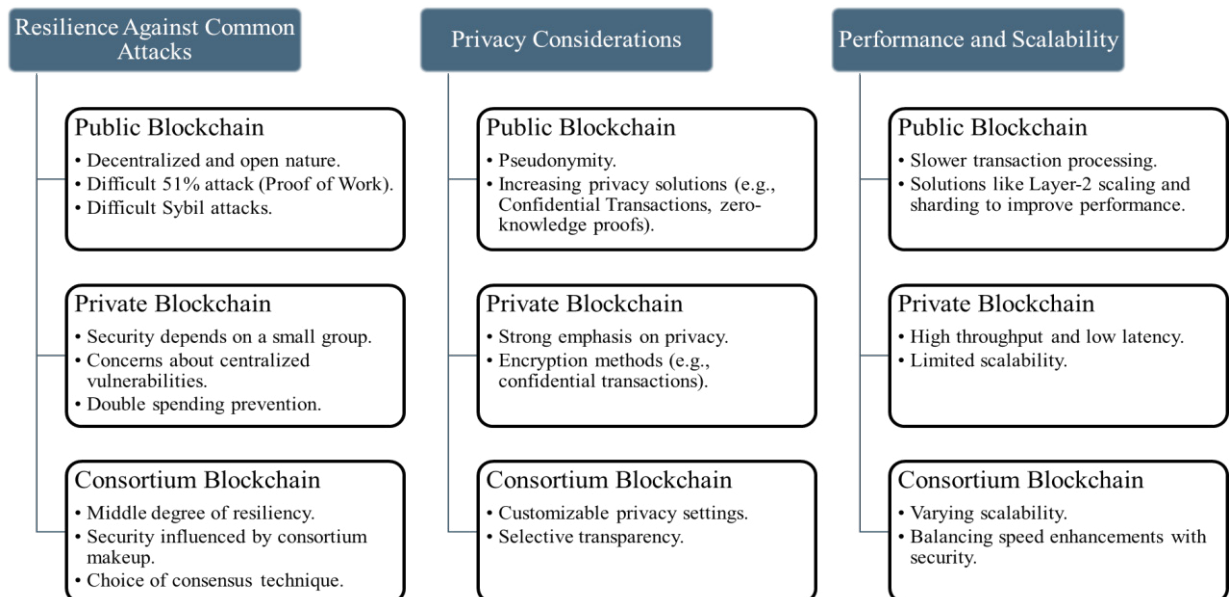 Resilience Against Common
Attacks
Public Blockchain
• Decentralized and open nature.
• Difficult 51% attack (Proof of Work).
• Difficult Sybil attacks.
Private Blockchain
• Security depends on a small group.
• Concerns about centralized
vulnerabilities.
• Double spending prevention.
Consortium Blockchain
• Middle degree of resiliency.
• Security influenced by consortium
makeup.
• Choice of consensus technique.
Privacy Considerations
Public Blockchain
• Pseudonymity.
• Increasing privacy solutions (e.g.,
Confidential Transactions, zero-
knowledge proofs).
Private Blockchain
• Strong emphasis on privacy.
• Encryption methods (e.g.,
confidential transactions).
Consortium Blockchain
• Customizable privacy settings.
• Selective transparency.
Performance and Scalability
Public Blockchain
• Slower transaction processing.
• Solutions like Layer-2 scaling and
sharding to improve performance.
Private Blockchain
• High throughput and low latency.
• Limited scalability.
Consortium Blockchain
• Varying scalability.
• Balancing speed enhancements with
security.